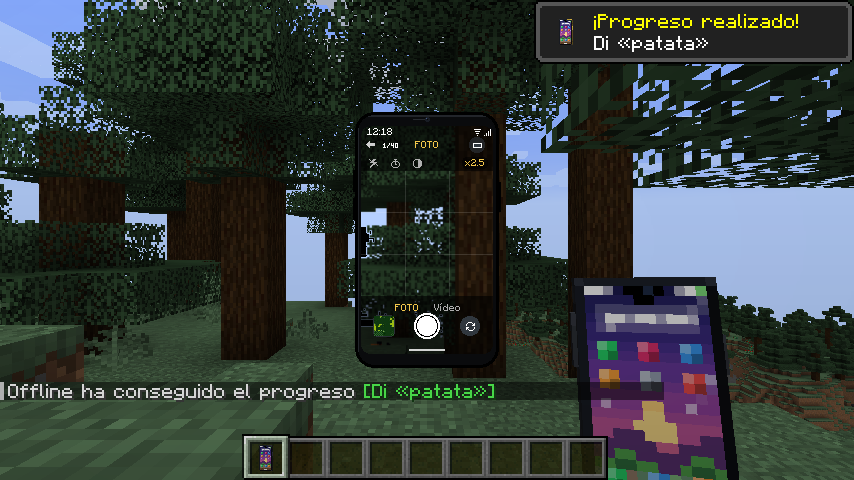 ¡Progreso realizado!
Di «patata»
12:18
1/40 FOTO
x2.5
FOTO Vídeo
Offline ha conseguido el progreso [Di «patata»]